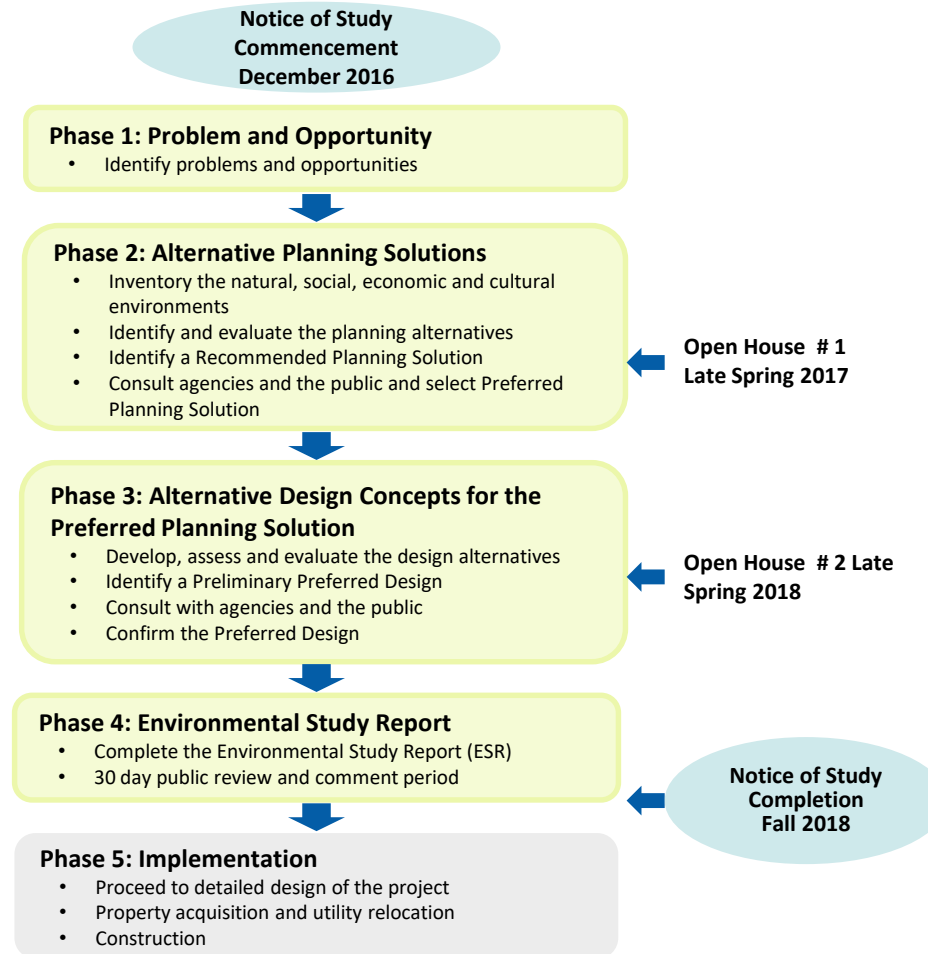 Notice of Study
Commencement
December 2016
Phase 1: Problem and Opportunity
• Identify problems and opportunities
Phase 2: Alternative Planning Solutions
• Inventory the natural, social, economic and cultural
environments
• Identify and evaluate the planning alternatives
• Identify a Recommended Planning Solution
• Consult agencies and the public and select Preferred
Planning Solution
Open House # 1
Late Spring 2017
Phase 3: Alternative Design Concepts for the
Preferred Planning Solution
• Develop, assess and evaluate the design alternatives
• Identify a Preliminary Preferred Design
• Consult with agencies and the public
• Confirm the Preferred Design
Open House # 2 Late
Spring 2018
Phase 4: Environmental Study Report
• Complete the Environmental Study Report (ESR)
• 30 day public review and comment period
Notice of Study
Completion
Fall 2018
Phase 5: Implementation
• Proceed to detailed design of the project
• Property acquisition and utility relocation
• Construction